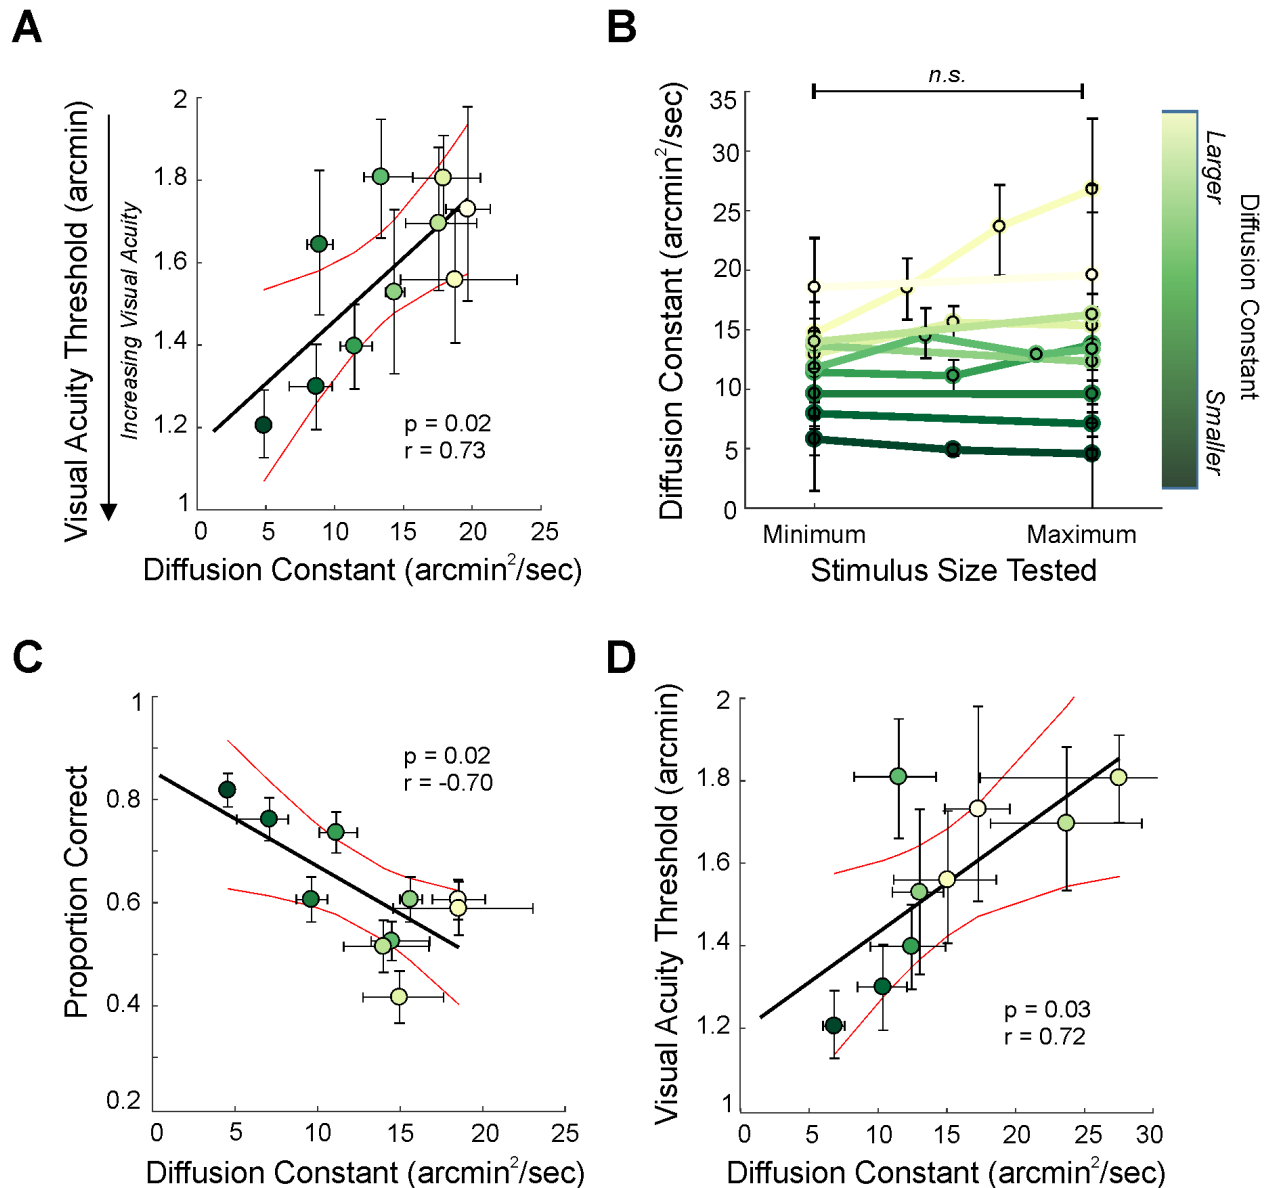 A
Visual Acuity Threshold (arcmin)
Increasing Visual Acuity
2
1.8
1.6
1.4
1.2
1
p = 0.02
r = 0.73
0 5 10 15 20 25
Diffusion Constant (arcmin²/sec)
B
n.s.
Diffusion Constant (arcmin²/sec)
35
30
25
20
15
10
5
0
Minimum Maximum
Stimulus Size Tested
Larger
Smaller
Diffusion Constant
C
Proportion Correct
1
0.8
0.6
0.4
0.2
p = 0.02
r = -0.70
0 5 10 15 20 25
Diffusion Constant (arcmin²/sec)
D
Visual Acuity Threshold (arcmin)
2
1.8
1.6
1.4
1.2
1
p = 0.03
r = 0.72
0 5 10 15 20 25 30
Diffusion Constant (arcmin²/sec)